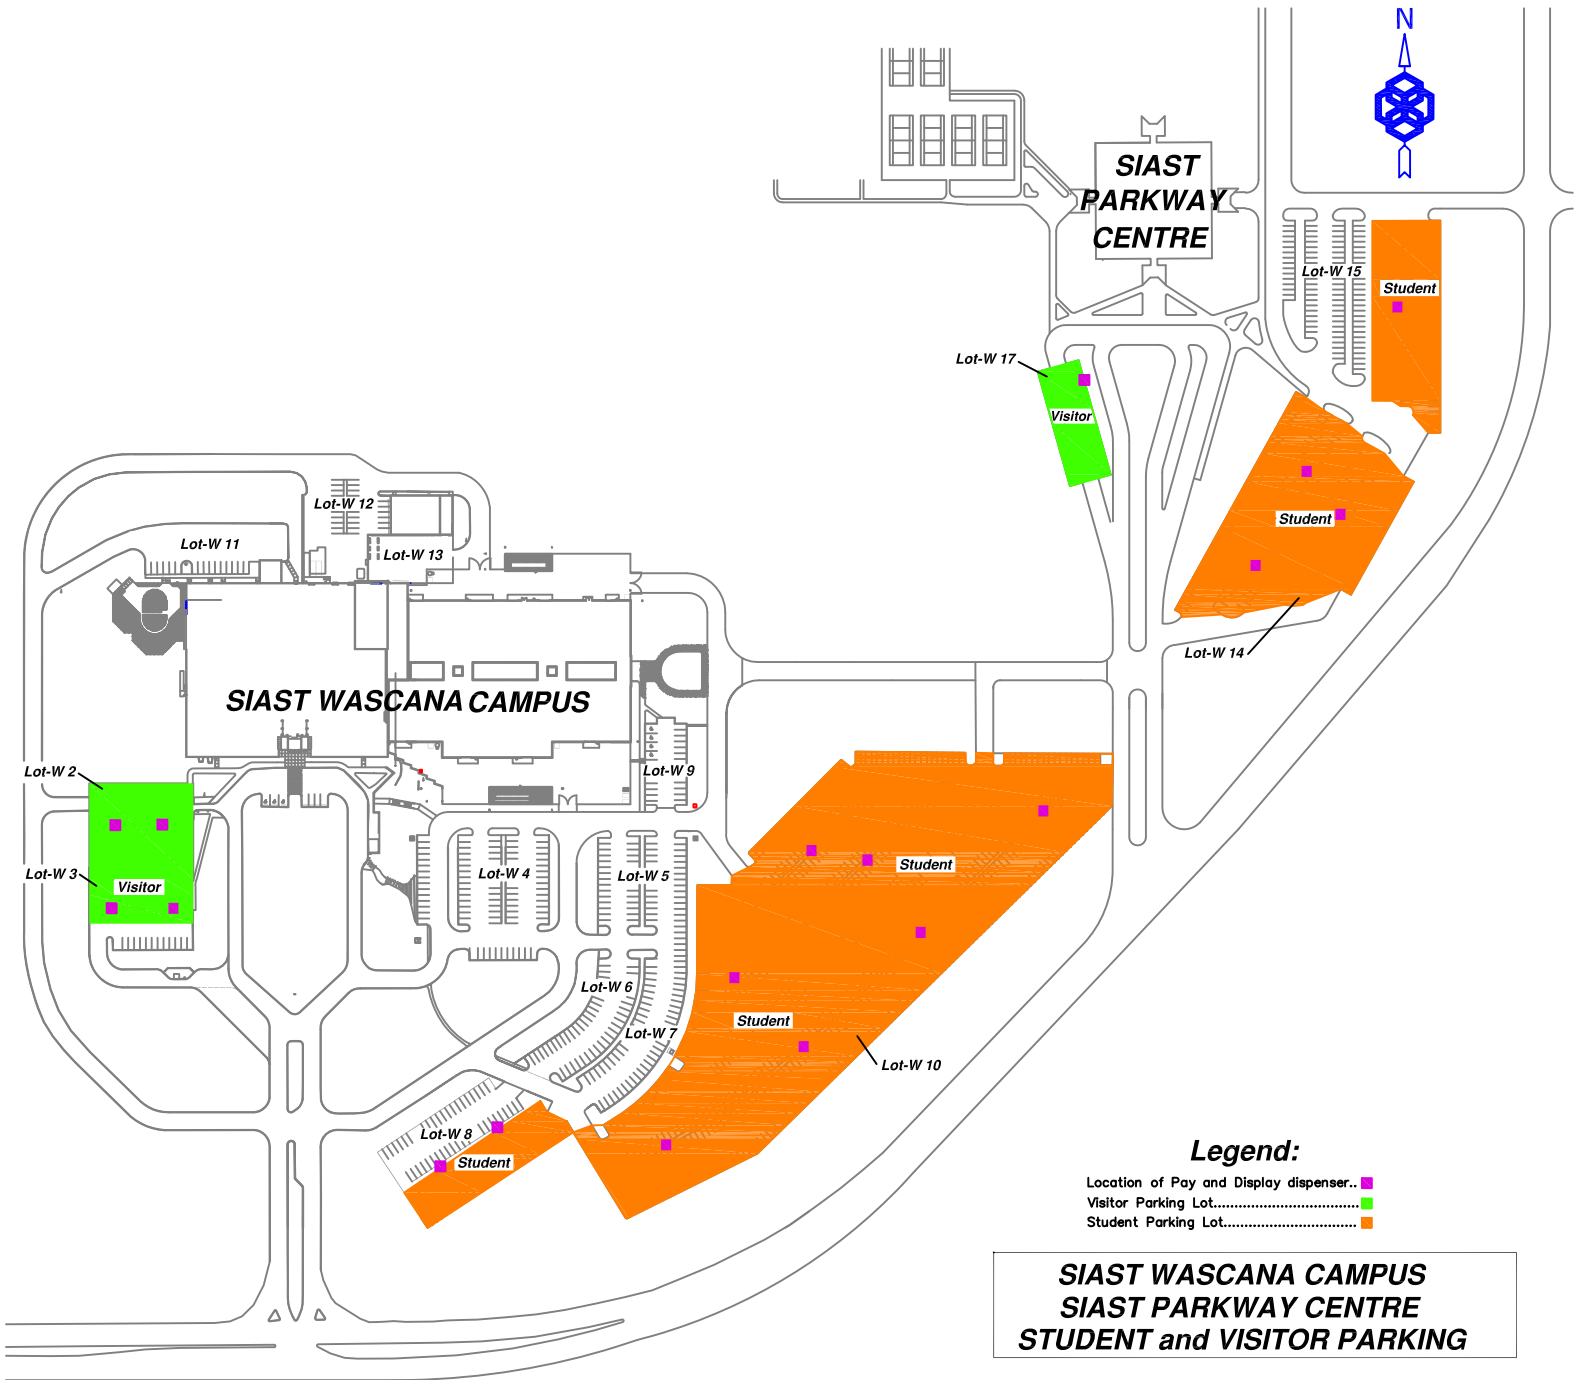 N
SIAST
PARKWAY
CENTRE
Lot-W 15
Student
Lot-W 17
Visitor
Lot-W 12
Student
Lot-W 11
Lot-W 13
Lot-W 14
SIAST WASCANA CAMPUS
Lot-W 2
Lot-W 9
Lot-W 3
Visitor
Lot-W 4
Lot-W 5
Student
Lot-W 6
Lot-W 7
Student
Lot-W 10
Lot-W 8
Student
Legend:
Location of Pay and Display dispenser..
Visitor Parking Lot...................................
Student Parking Lot................................
SIAST WASCANA CAMPUS
SIAST PARKWAY CENTRE
STUDENT and VISITOR PARKING